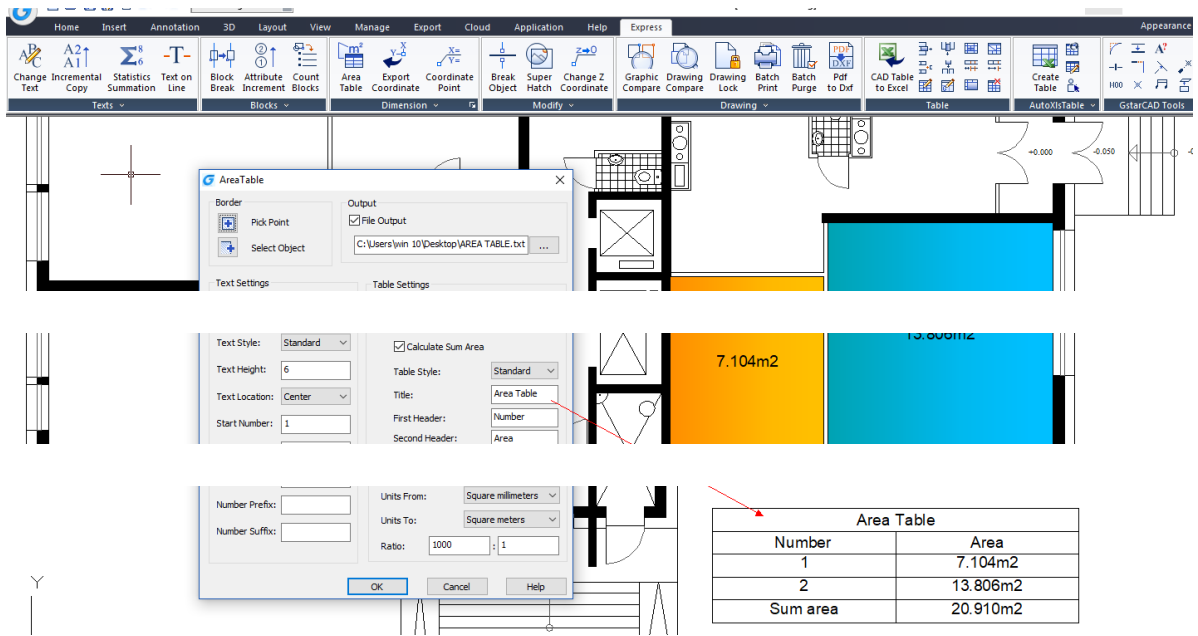 Home Insert Annotation 3D Layout View Manage Export Cloud Application Help Express Appearance
Change Text
Incremental Copy
Statistics Summation
Text on Line
Block Break
Attribute Increment
Count Blocks
Area Table
Export Coordinate
Coordinate Point
Break Object
Super Hatch
Change Z Coordinate
Graphic Compare
Drawing Compare
Drawing Lock
Batch Print
Batch Purge
Pdf to Dxf
CAD Table to Excel
Create Table
Texts Blocks Dimension Modify Drawing Table AutoXlsTable GstarCAD Tools
+0.000 -0.050
AreaTable
Border
Pick Point
Select Object
Output
File Output
C:\Users\win 10\Desktop\AREA TABLE.txt ...
Text Settings
Table Settings
Text Style: Standard
Text Height: 6
Text Location: Center
Start Number: 1
Number Prefix:
Number Suffix:
Calculate Sum Area
Table Style: Standard
Title: Area Table
First Header: Number
Second Header: Area
Units From: Square millimeters
Units To: Square meters
Ratio: 1000 : 1
OK Cancel Help
7.104m2
13.806m2
Area Table
Number Area
1 7.104m2
2 13.806m2
Sum area 20.910m2
Y